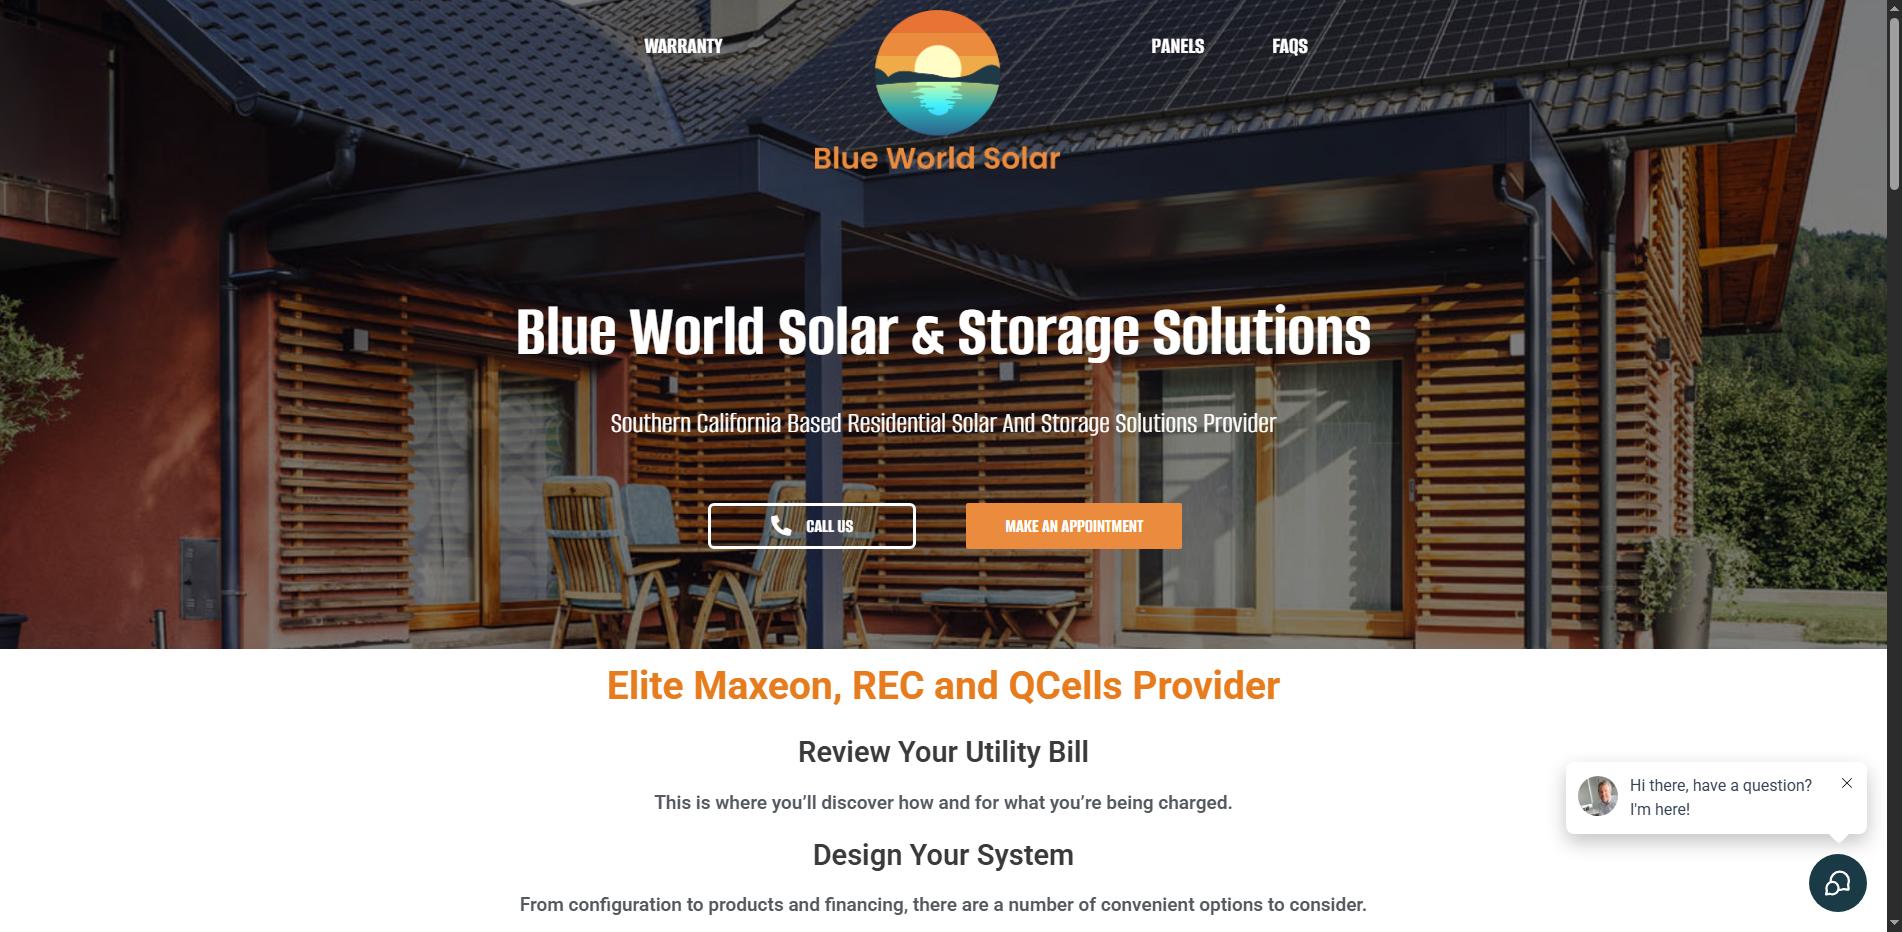 WARRANTY
PANELS
FAQS
Blue World Solar
Blue World Solar & Storage Solutions
Southern California Based Residential Solar And Storage Solutions Provider
CALL US
MAKE AN APPOINTMENT
Elite Maxeon, REC and QCells Provider
Review Your Utility Bill
This is where you’ll discover how and for what you’re being charged.
Design Your System
From configuration to products and financing, there are a number of convenient options to consider.
Hi there, have a question?
I'm here!